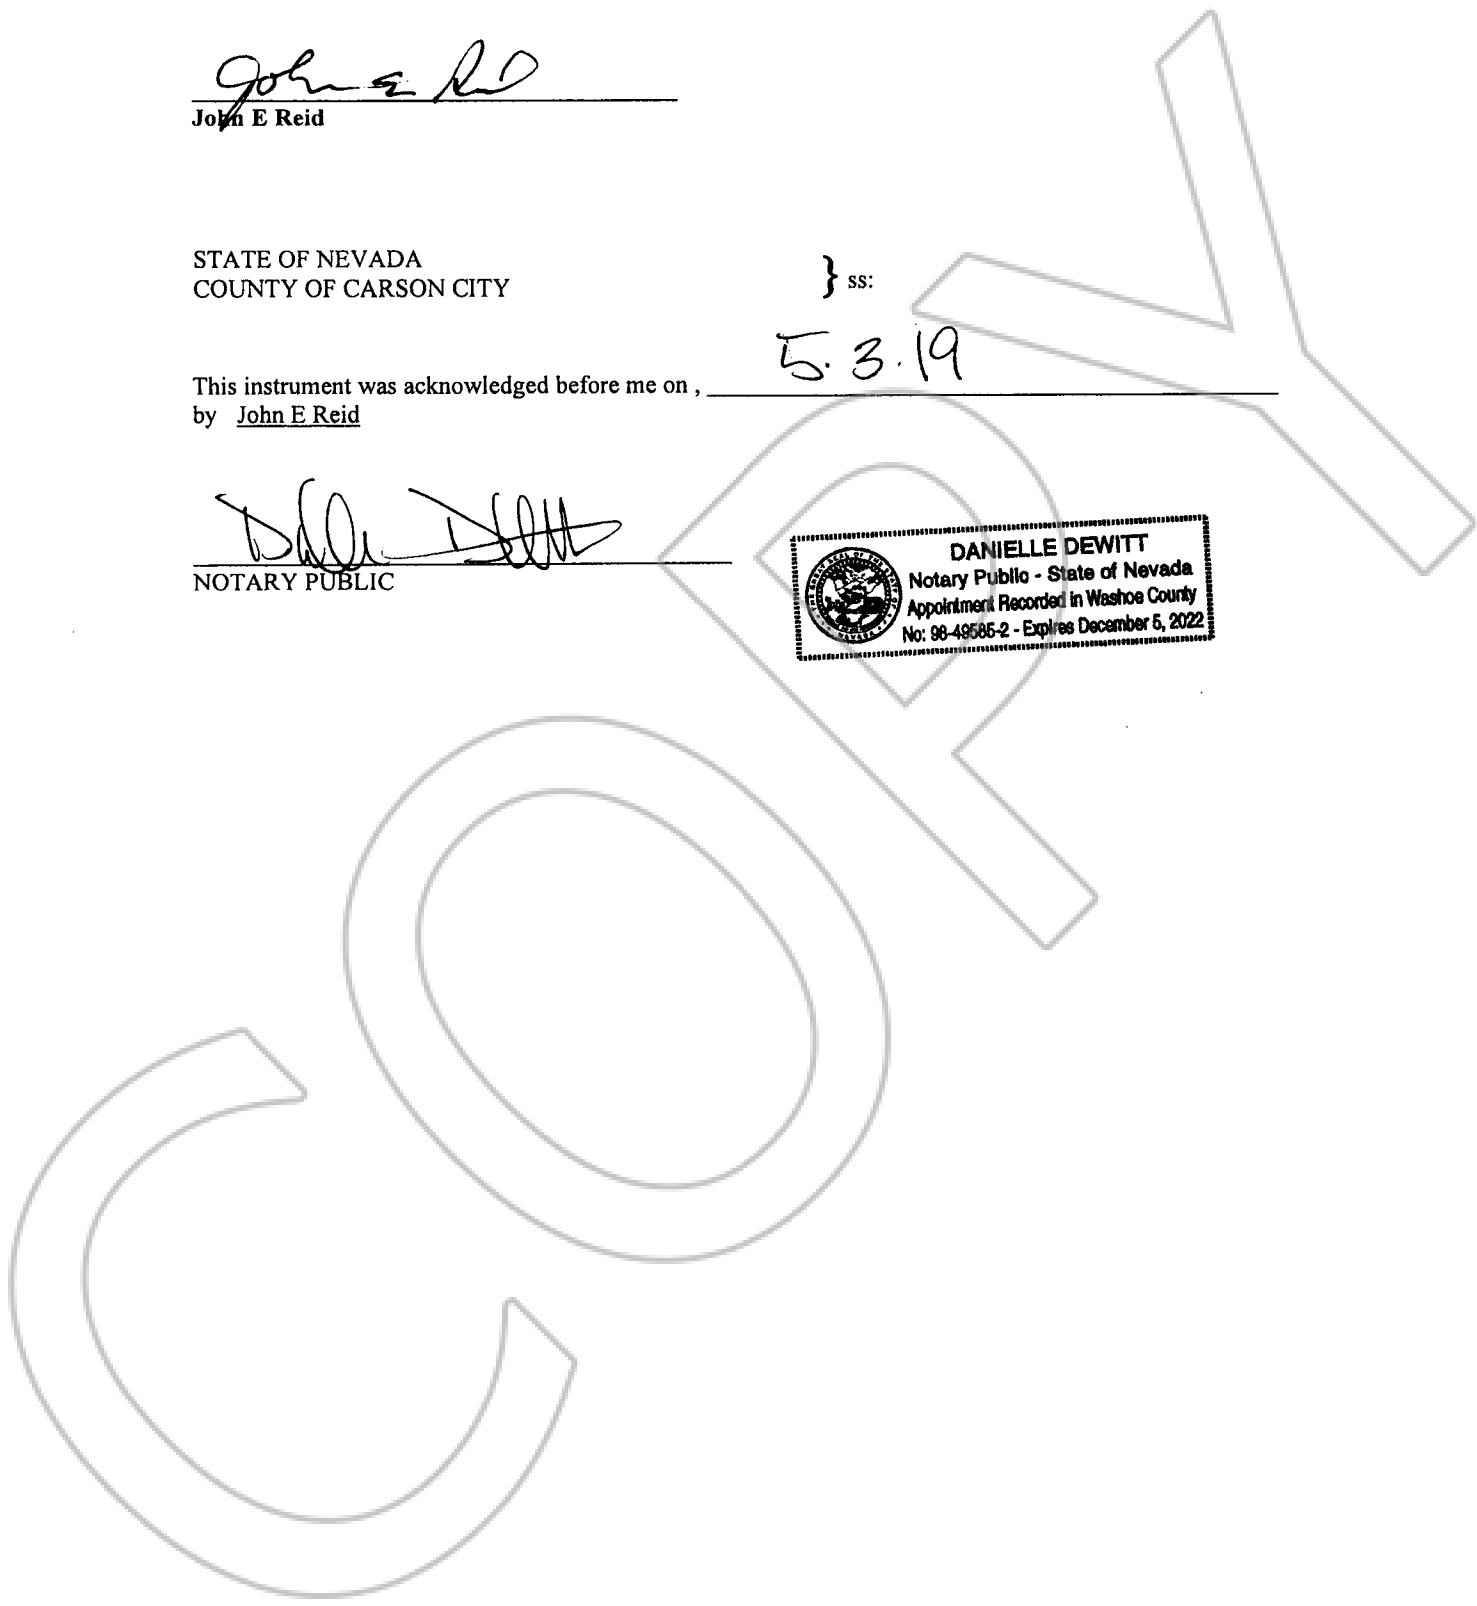 John E Reid
John E Reid
STATE OF NEVADA
COUNTY OF CARSON CITY
} ss:
5.3.19
This instrument was acknowledged before me on ,
by John E Reid
NOTARY PUBLIC
DANIELLE DEWITT
Notary Public - State of Nevada
Appointment Recorded in Washoe County
No: 98-49585-2 - Expires December 5, 2022
COPY